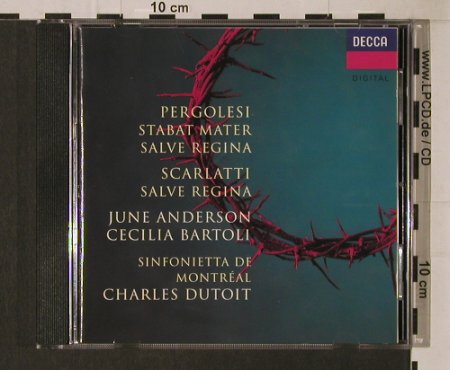 10 cm
DECCA
DIGITAL
PERGOLESI
STABAT MATER
SALVE REGINA
SCARLATTI
SALVE REGINA
JUNE ANDERSON
CECILIA BARTOLI
SINFONIETTA DE
MONTRÉAL
CHARLES DUTOIT
www.LPCD.de / CD
10 cm